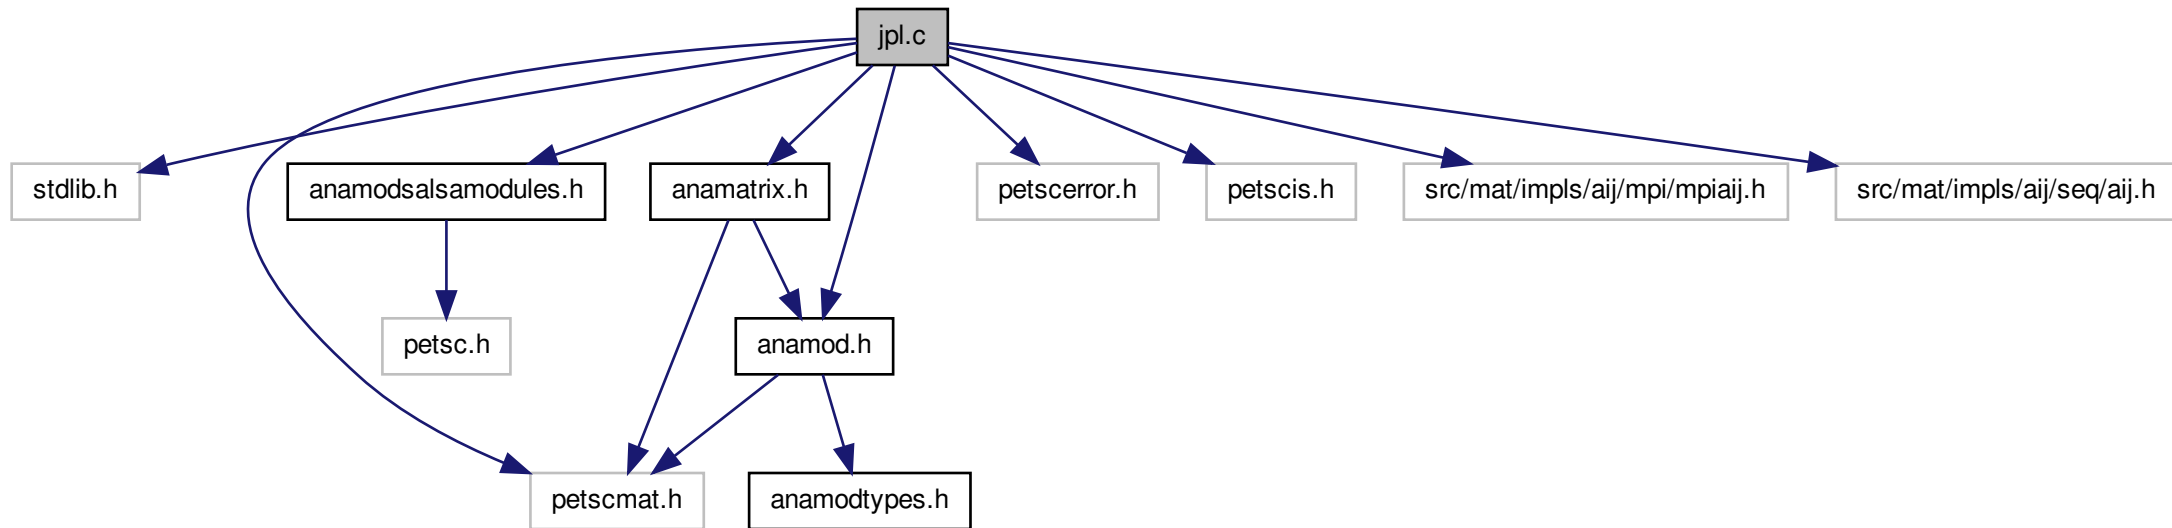 jpl.c
stdlib.h
anamodsalsamodules.h
anamatrix.h
petscerror.h
petscis.h
src/mat/impls/aij/mpi/mpiaij.h
src/mat/impls/aij/seq/aij.h
petsc.h
anamod.h
petscmat.h
anamodtypes.h